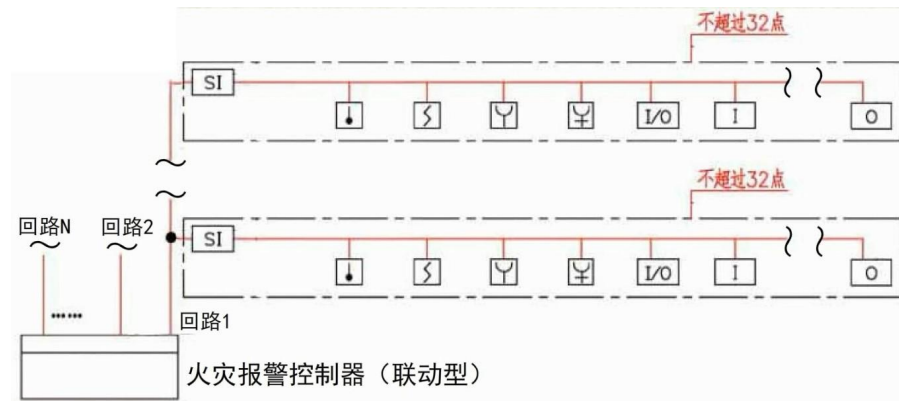 不超过32点
SI
I/O I O
不超过32点
回路N 回路2 SI
I/O I O
…… 回路1
火灾报警控制器（联动型）